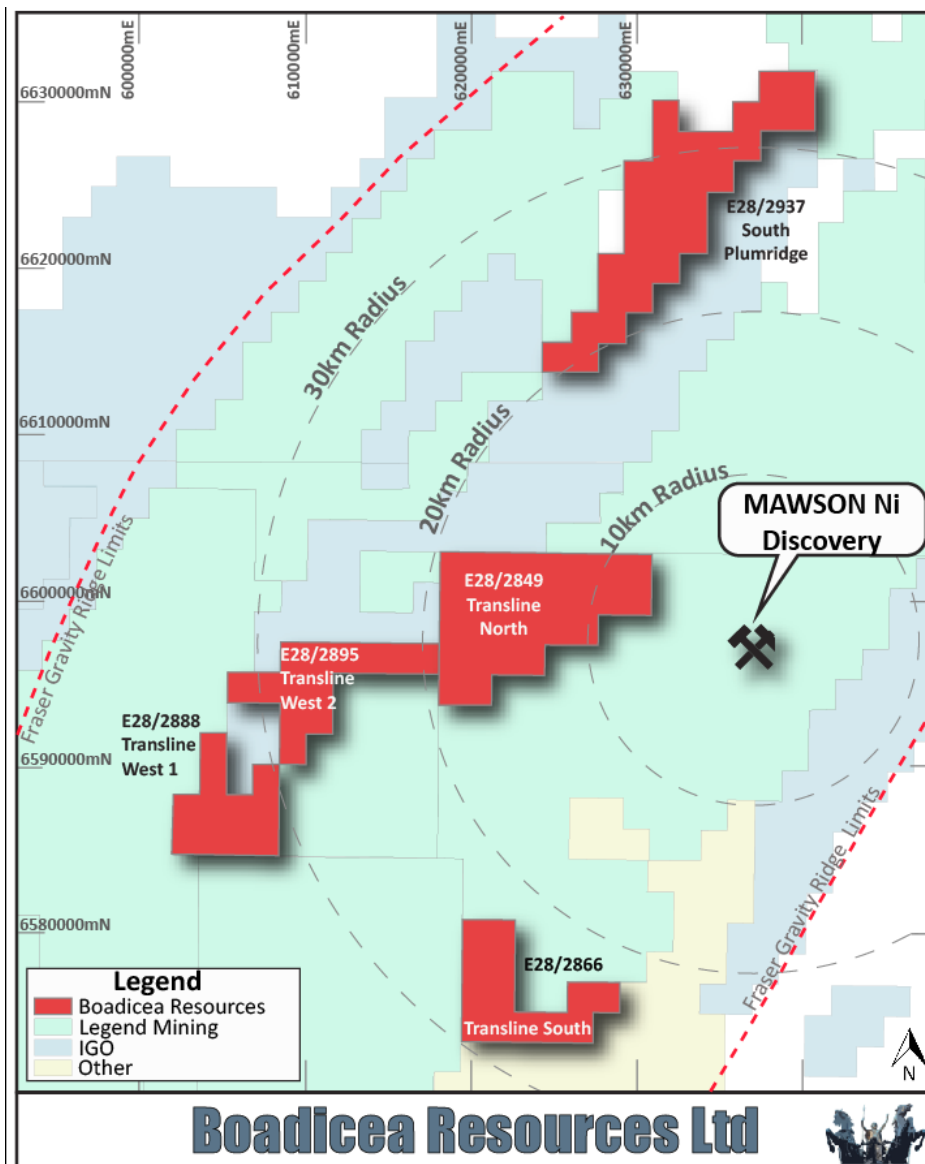 600000mE
610000mE
620000mE
630000mE
6630000mN
6620000mN
6610000mN
6600000mN
6590000mN
6580000mN
E28/2937
South
Plumridge
30km Radius
20km Radius
10km Radius
MAWSON Ni
Discovery
E28/2849
Transline
North
E28/2895
Transline
West 2
E28/2888
Transline
West 1
Fraser Gravity Ridge Limits
Fraser Gravity Ridge Limits
E28/2866
Transline South
Legend
Boadicea Resources
Legend Mining
IGO
Other
N
Boadicea Resources Ltd